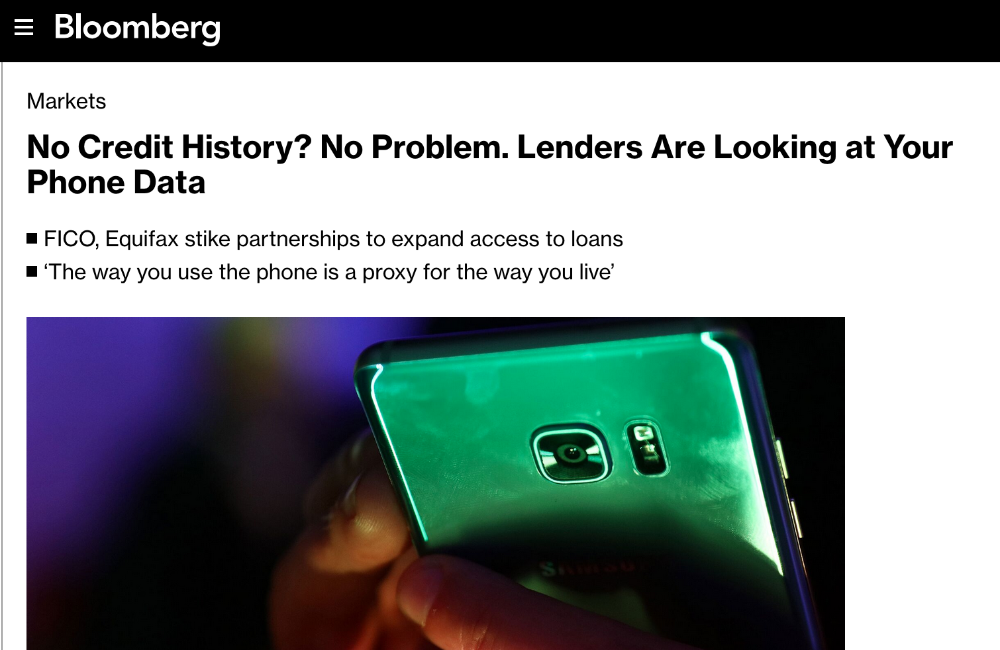 Bloomberg
Markets
No Credit History? No Problem. Lenders Are Looking at Your
Phone Data
FICO, Equifax stike partnerships to expand access to loans
‘The way you use the phone is a proxy for the way you live’
SAMSUNG